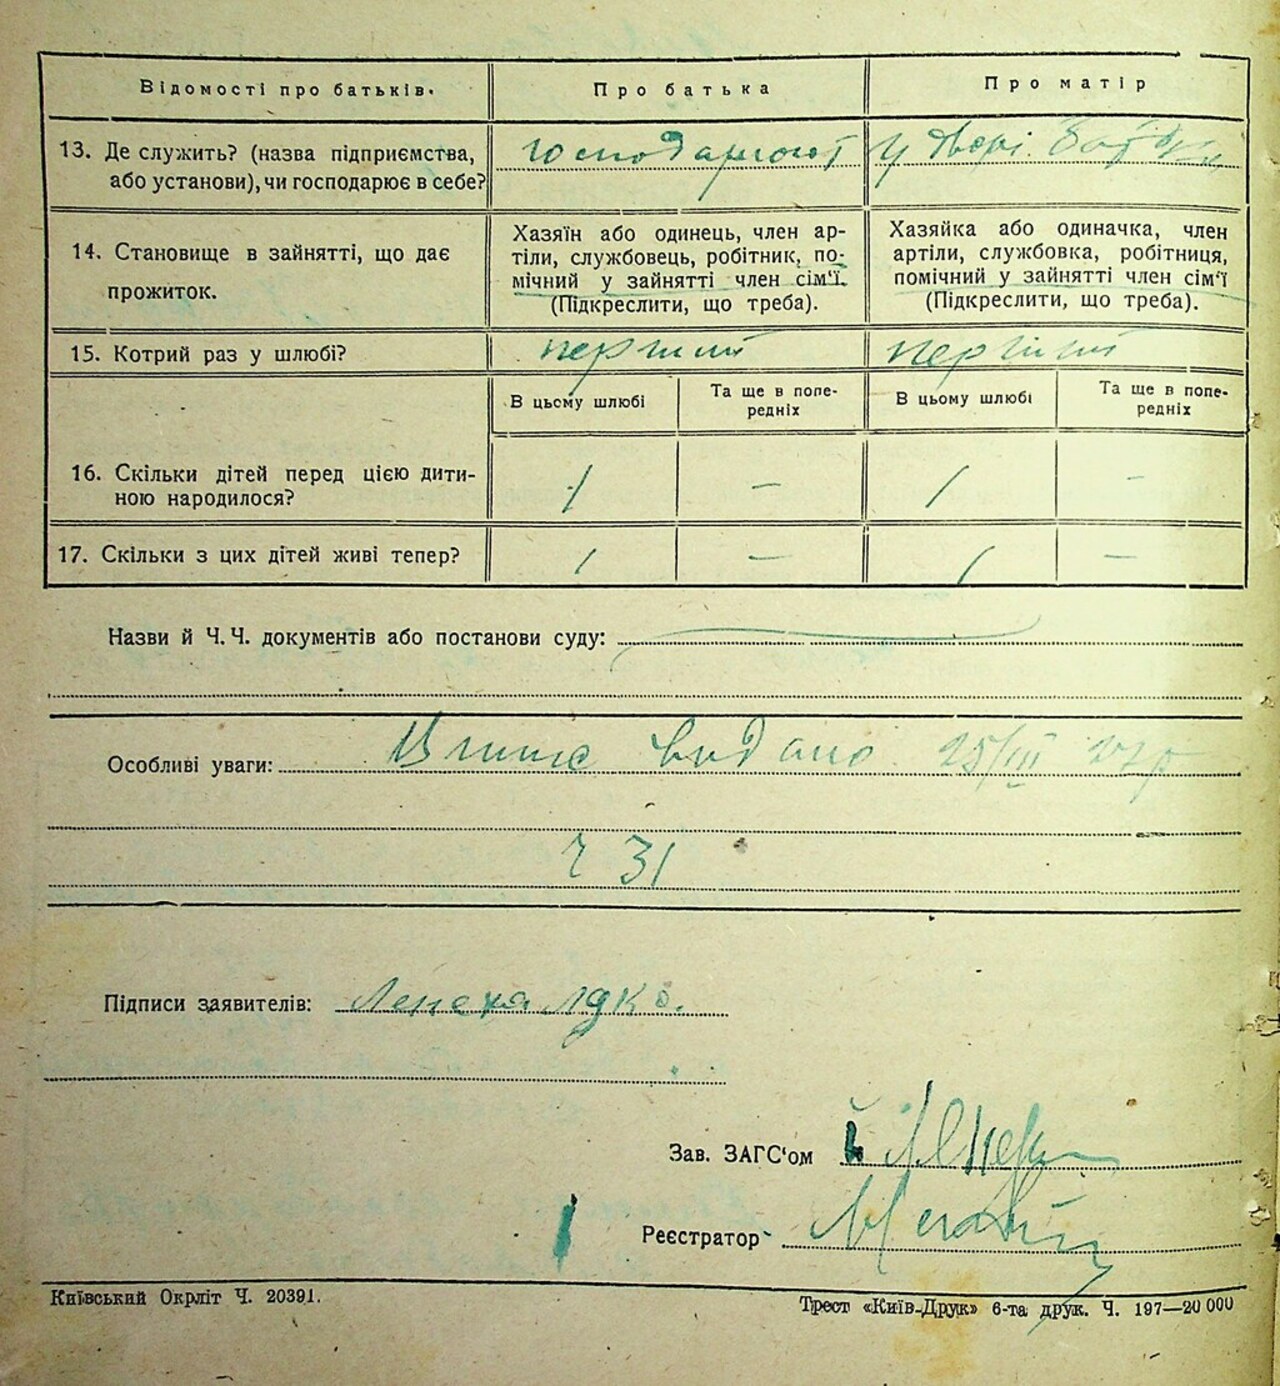 Відомості про батьків.
Про батька
Про матір
13. Де служить? (назва підприємства,
або установи), чи господарює в себе?
господарюют у дворі батьки
14. Становище в зайнятті, що дає
прожиток.
Хазяїн або одинець, член ар-
тіли, службовець, робітник, по-
мічний у зайнятті член сім'ї.
(Підкреслити, що треба).
Хазяйка або одиначка, член
артіли, службовка, робітниця,
помічний у зайнятті член сім'ї
(Підкреслити, що треба).
15. Котрий раз у шлюбі?
перший
перший
В цьому шлюбі
Та ще в попе-
редніх
В цьому шлюбі
Та ще в попе-
редніх
16. Скільки дітей перед цією дити-
ною народилося?
1 — 1 —
17. Скільки з цих дітей живі тепер?
1 — 1 —
Назви й Ч. Ч. документів або постанови суду:
Особливі уваги: видано 25/III 27р
ч 31
Підписи заявителів:
Зав. ЗАГС'ом
Реєстратор
Київський Окрліт Ч. 20391.
Трест «Київ-Друк» 6-та друк. Ч. 197—20 000